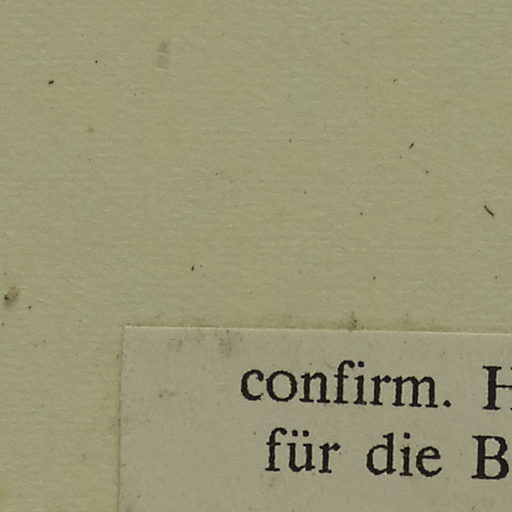 confirm. H
für die B